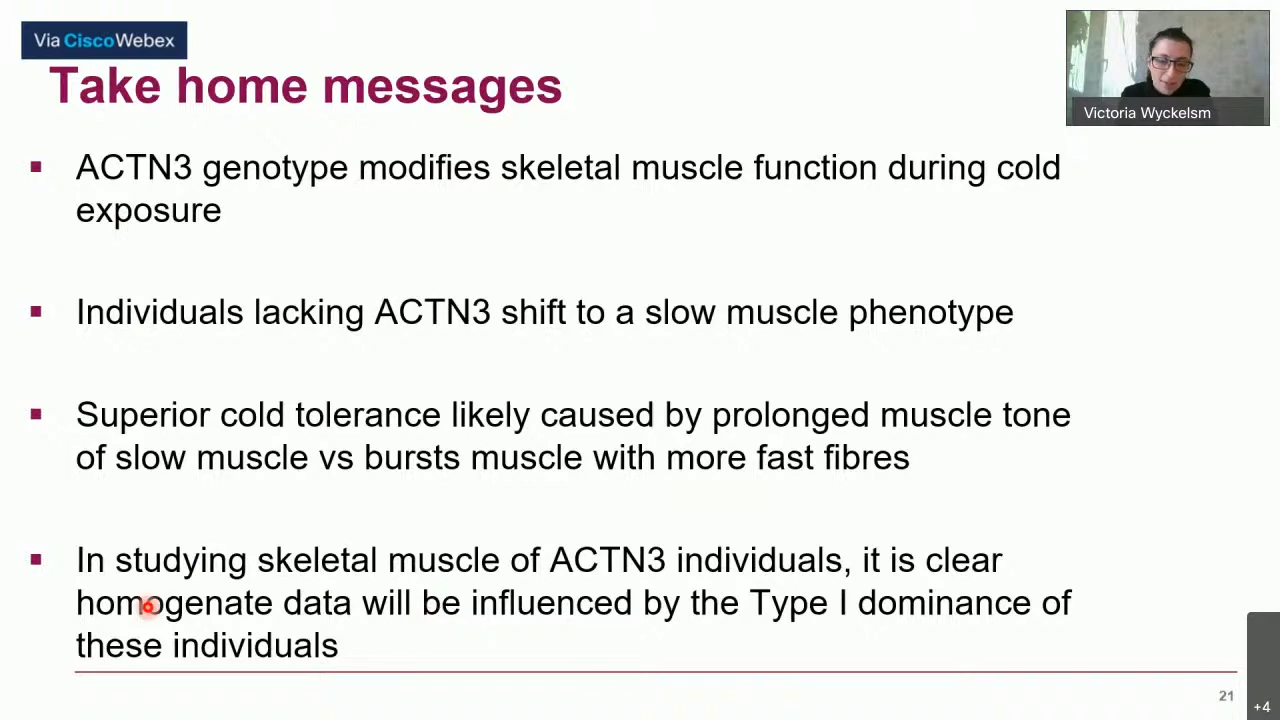 Via Cisco Webex
Take home messages
Victoria Wyckelsm
▪ ACTN3 genotype modifies skeletal muscle function during cold
exposure
▪ Individuals lacking ACTN3 shift to a slow muscle phenotype
▪ Superior cold tolerance likely caused by prolonged muscle tone
of slow muscle vs bursts muscle with more fast fibres
▪ In studying skeletal muscle of ACTN3 individuals, it is clear
homogenate data will be influenced by the Type I dominance of
these individuals
21
+4